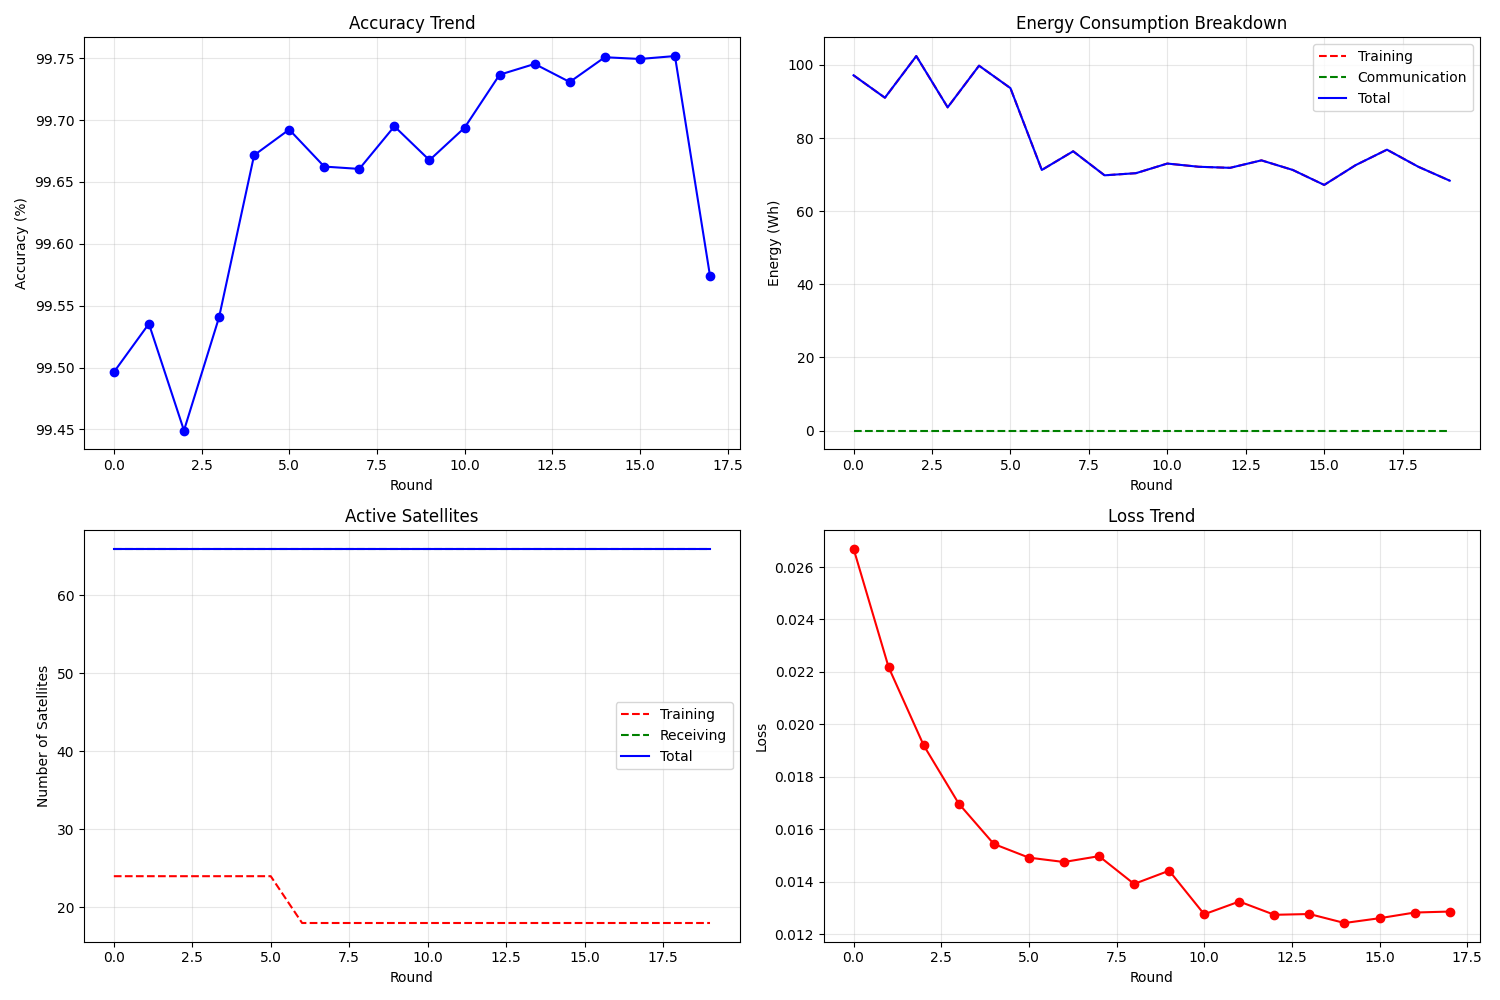 Accuracy Trend
Accuracy (%)
99.75
99.70
99.65
99.60
99.55
99.50
99.45
0.0 2.5 5.0 7.5 10.0 12.5 15.0 17.5
Round
Energy Consumption Breakdown
Energy (Wh)
100
80
60
40
20
0
Training
Communication
Total
0.0 2.5 5.0 7.5 10.0 12.5 15.0 17.5
Round
Active Satellites
Number of Satellites
60
50
40
30
20
Training
Receiving
Total
0.0 2.5 5.0 7.5 10.0 12.5 15.0 17.5
Round
Loss Trend
Loss
0.026
0.024
0.022
0.020
0.018
0.016
0.014
0.012
0.0 2.5 5.0 7.5 10.0 12.5 15.0 17.5
Round